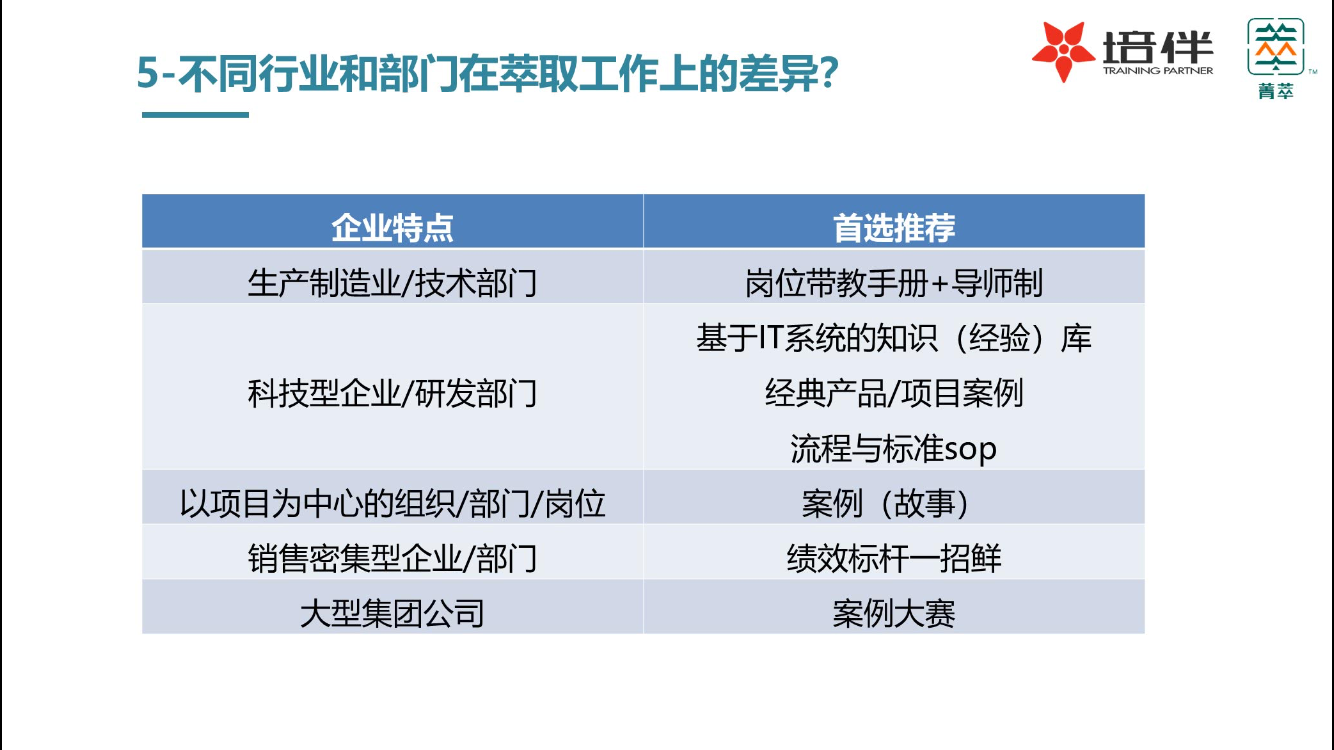 5-不同行业和部门在萃取工作上的差异?
培伴
TRAINING PARTNER
TM
菁萃
企业特点
首选推荐
生产制造业/技术部门
岗位带教手册+导师制
科技型企业/研发部门
基于IT系统的知识（经验）库
经典产品/项目案例
流程与标准sop
以项目为中心的组织/部门/岗位
案例（故事）
销售密集型企业/部门
绩效标杆一招鲜
大型集团公司
案例大赛